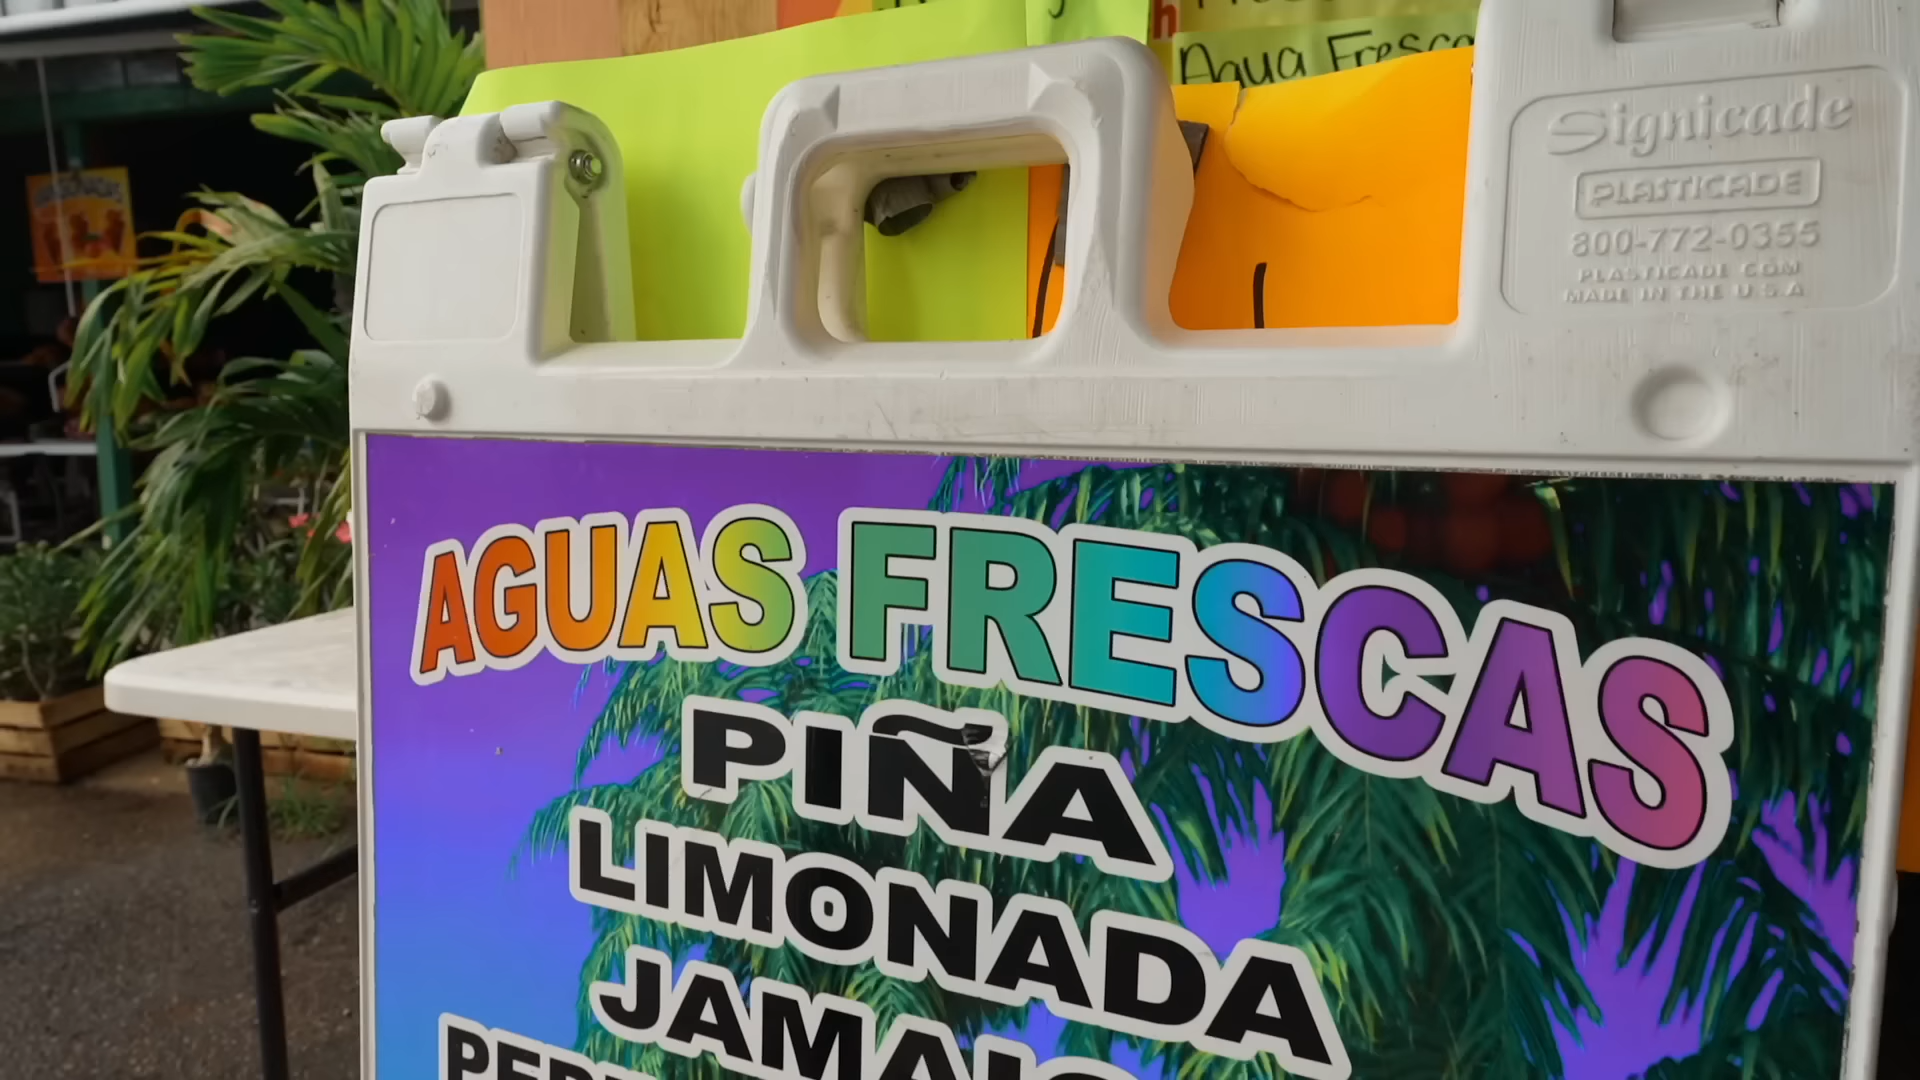 Agua Fresca
Signicade
PLASTICADE
800-772-0355
PLASTICADE.COM
MADE IN THE U.S.A
AGUAS FRESCAS
PIÑA
LIMONADA